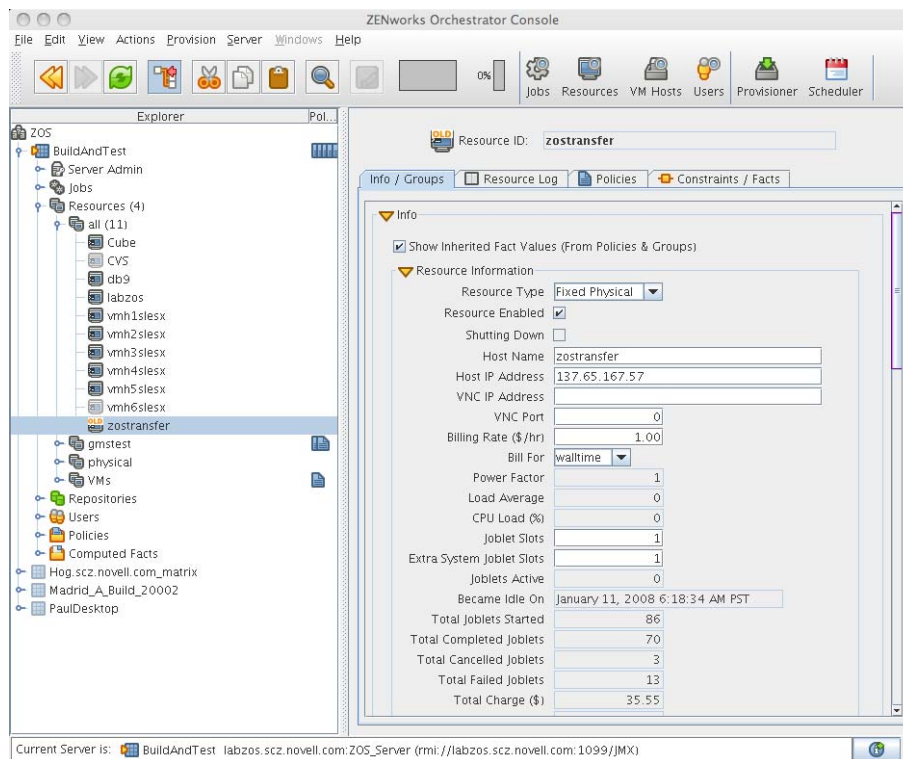 ZENworks Orchestrator Console
File Edit View Actions Provision Server Windows Help
0%
Jobs Resources VM Hosts Users Provisioner Scheduler
Explorer Pol...
ZOS
BuildAndTest
Server Admin
Jobs
Resources (4)
all (11)
Cube
CVS
db9
labzos
vmh1slesx
vmh2slesx
vmh3slesx
vmh4slesx
vmh5slesx
vmh6slesx
OLD zostransfer
gmstest
physical
VMs
Repositories
Users
Policies
Computed Facts
Hog.scz.novell.com_matrix
Madrid_A_Build_20002
PaulDesktop
OLD Resource ID: zostransfer
Info / Groups Resource Log Policies Constraints / Facts
Info
Show Inherited Fact Values (From Policies & Groups)
Resource Information
Resource Type Fixed Physical
Resource Enabled
Shutting Down
Host Name zostransfer
Host IP Address 137.65.167.57
VNC IP Address
VNC Port 0
Billing Rate ($/hr) 1.00
Bill For walltime
Power Factor 1
Load Average 0
CPU Load (%) 0
Joblet Slots 1
Extra System Joblet Slots 1
Joblets Active 0
Became Idle On January 11, 2008 6:18:34 AM PST
Total Joblets Started 86
Total Completed Joblets 70
Total Cancelled Joblets 3
Total Failed Joblets 13
Total Charge ($) 35.55
Current Server is: BuildAndTest labzos.scz.novell.com:ZOS_Server (rmi://labzos.scz.novell.com:1099/JMX)